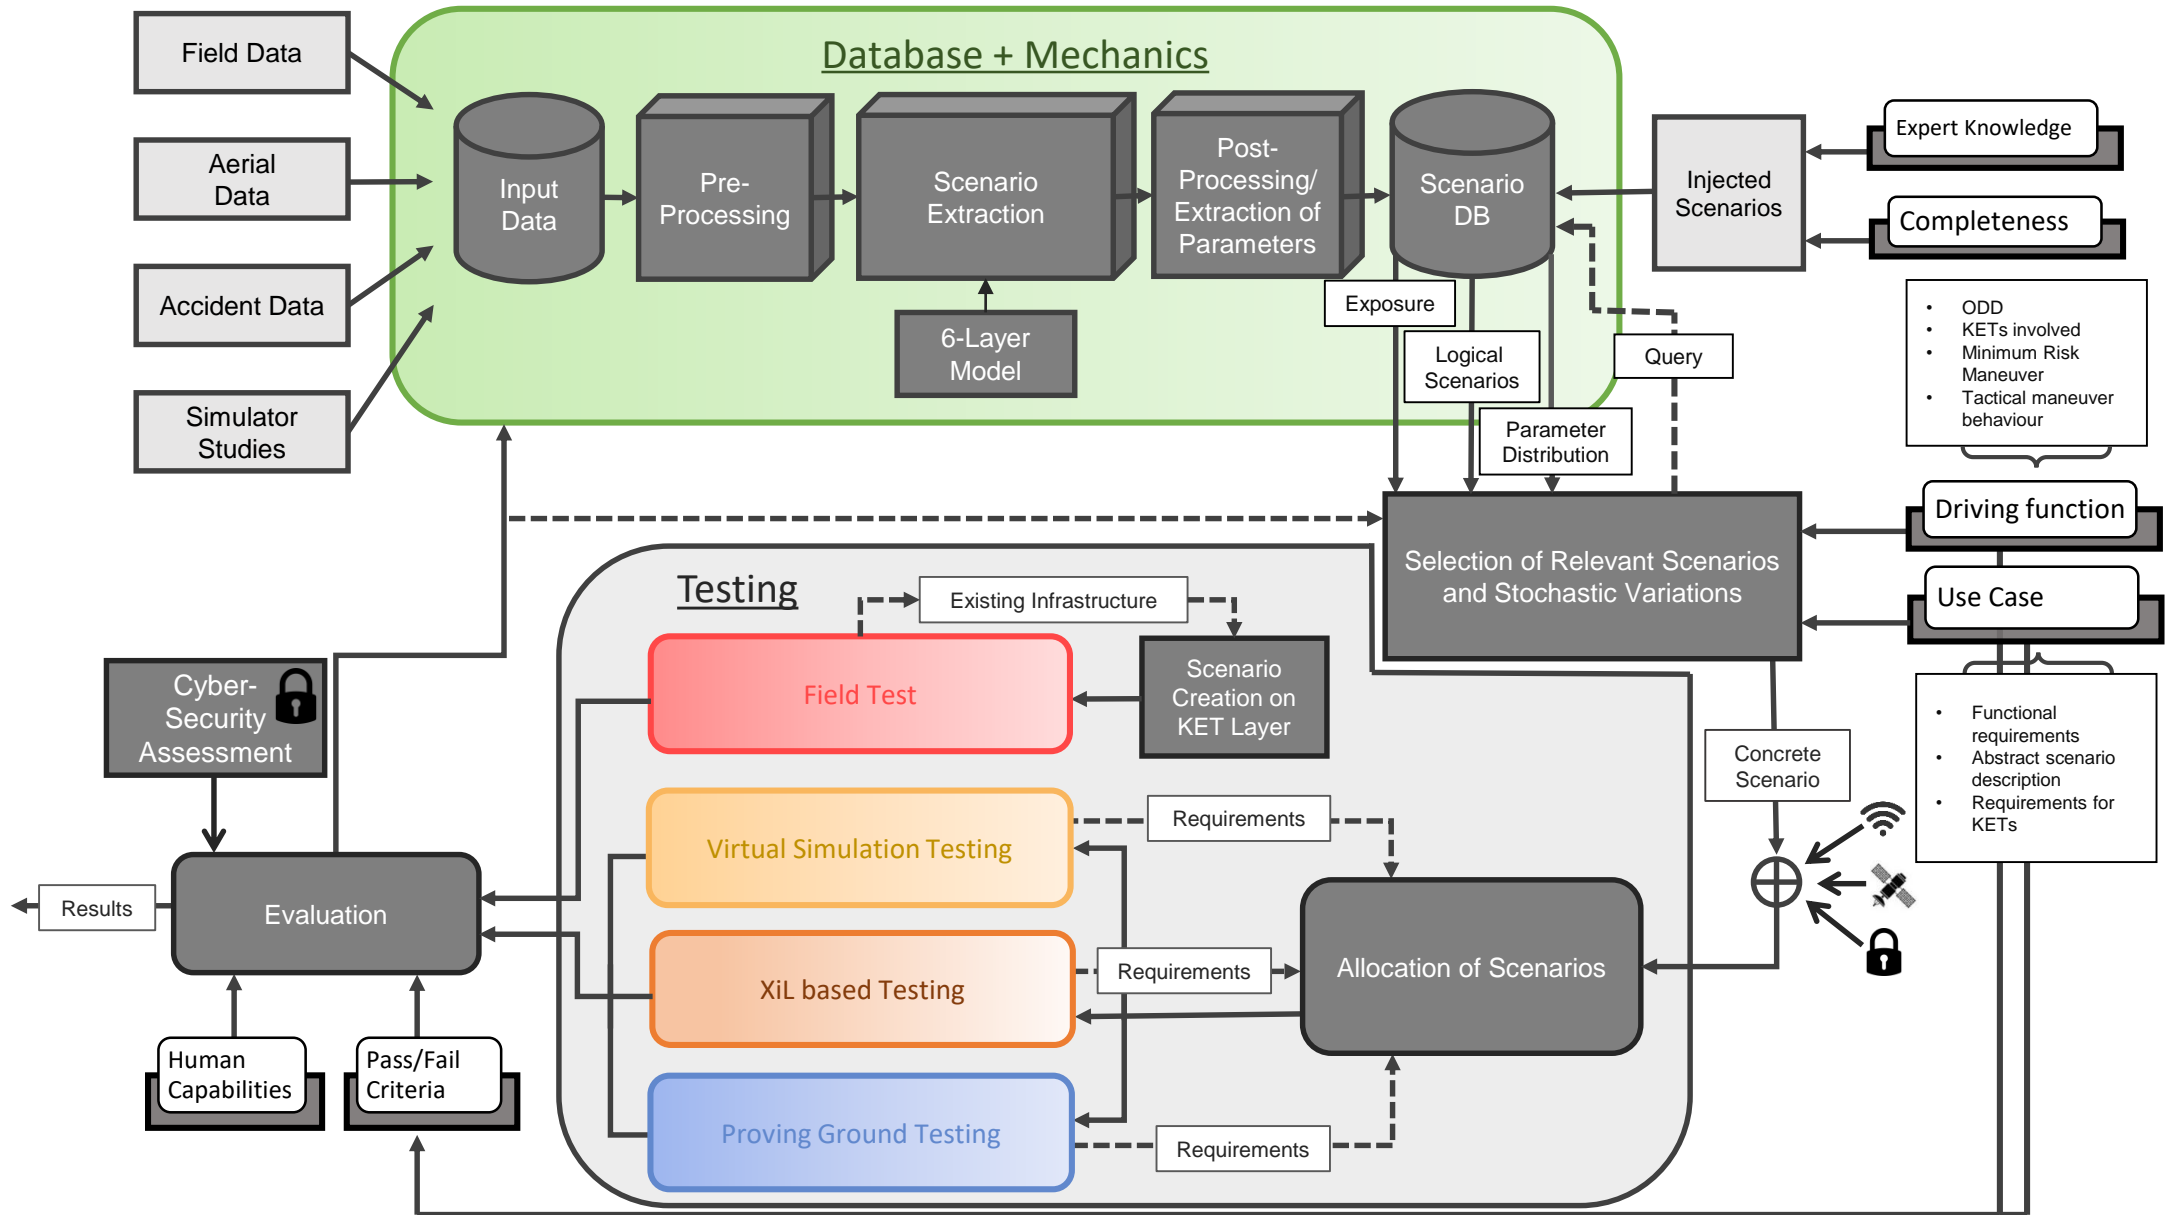 Database + Mechanics
Field Data
Aerial
Data
Accident Data
Simulator
Studies
Input
Data
Pre-
Processing
Scenario
Extraction
6-Layer
Model
Post-
Processing/
Extraction of
Parameters
Scenario
DB
Injected
Scenarios
Expert Knowledge
Completeness
Exposure
Logical
Scenarios
Parameter
Distribution
Query
• ODD
• KETs involved
• Minimum Risk
Maneuver
• Tactical maneuver
behaviour
Driving function
Use Case
• Functional
requirements
• Abstract scenario
description
• Requirements for
KETs
Selection of Relevant Scenarios
and Stochastic Variations
Concrete
Scenario
Testing
Existing Infrastructure
Field Test
Scenario
Creation on
KET Layer
Virtual Simulation Testing
Requirements
XiL based Testing
Requirements
Allocation of Scenarios
Proving Ground Testing
Requirements
Cyber-
Security
Assessment
Evaluation
Results
Human
Capabilities
Pass/Fail
Criteria